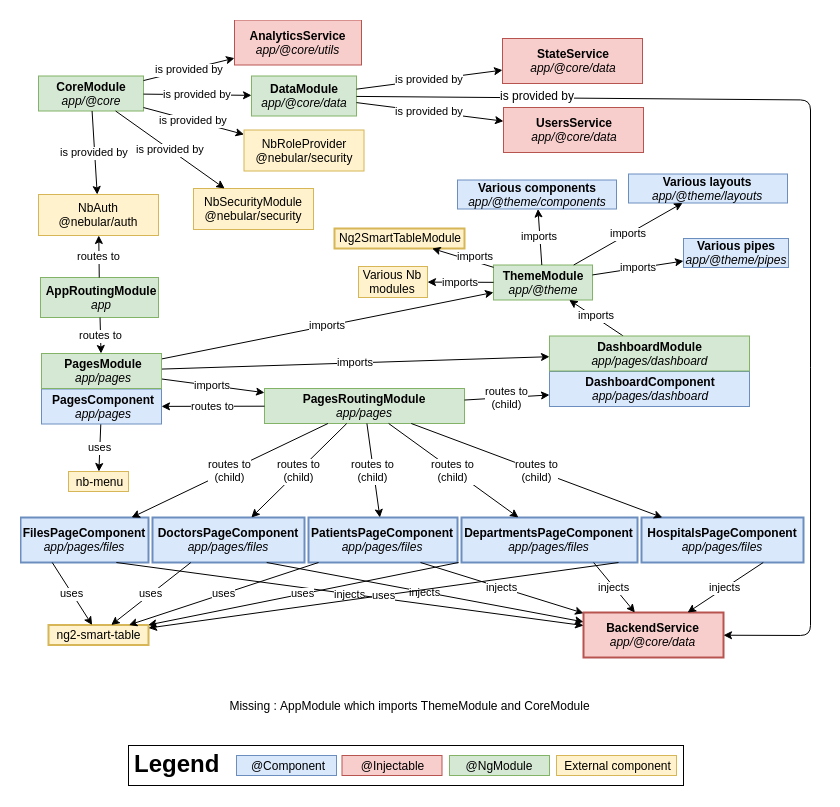 AnalyticsService
app/@core/utils
StateService
app/@core/data
is provided by
is provided by
CoreModule
app/@core
is provided by
DataModule
app/@core/data
is provided by
is provided by
is provided by
UsersService
app/@core/data
is provided by
NbRoleProvider
@nebular/security
is provided by
is provided by
NbAuth
@nebular/auth
NbSecurityModule
@nebular/security
Various components
app/@theme/components
Various layouts
app/@theme/layouts
Ng2SmartTableModule
imports
imports
Various pipes
app/@theme/pipes
routes to
imports
Various Nb
modules
imports
ThemeModule
app/@theme
imports
AppRoutingModule
app
imports
imports
routes to
PagesModule
app/pages
imports
DashboardModule
app/pages/dashboard
imports
DashboardComponent
app/pages/dashboard
PagesComponent
app/pages
routes to
PagesRoutingModule
app/pages
routes to
(child)
uses
nb-menu
routes to
(child)
routes to
(child)
routes to
(child)
routes to
(child)
routes to
(child)
FilesPageComponent
app/pages/files
DoctorsPageComponent
app/pages/files
PatientsPageComponent
app/pages/files
DepartmentsPageComponent
app/pages/files
HospitalsPageComponent
app/pages/files
uses
uses
uses
uses
injects
uses
injects
injects
injects
injects
ng2-smart-table
BackendService
app/@core/data
Missing : AppModule which imports ThemeModule and CoreModule
Legend
@Component
@Injectable
@NgModule
External component